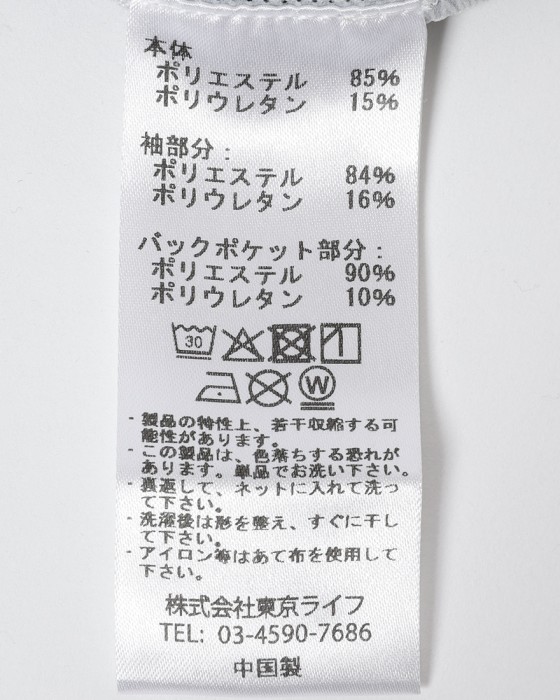 本体
ポリエステル 85%
ポリウレタン 15%
袖部分：
ポリエステル 84%
ポリウレタン 16%
バックポケット部分：
ポリエステル 90%
ポリウレタン 10%
30
W
- 製品の特性上、若干収縮する可
能性があります。
- この製品は、色落ちする恐れが
あります。単品でお洗い下さい。
- 裏返して、ネットに入れて洗っ
て下さい。
- 洗濯後は形を整え、すぐに干し
て下さい。
- アイロン等はあて布を使用して
下さい。
株式会社東京ライフ
TEL: 03-4590-7686
中国製